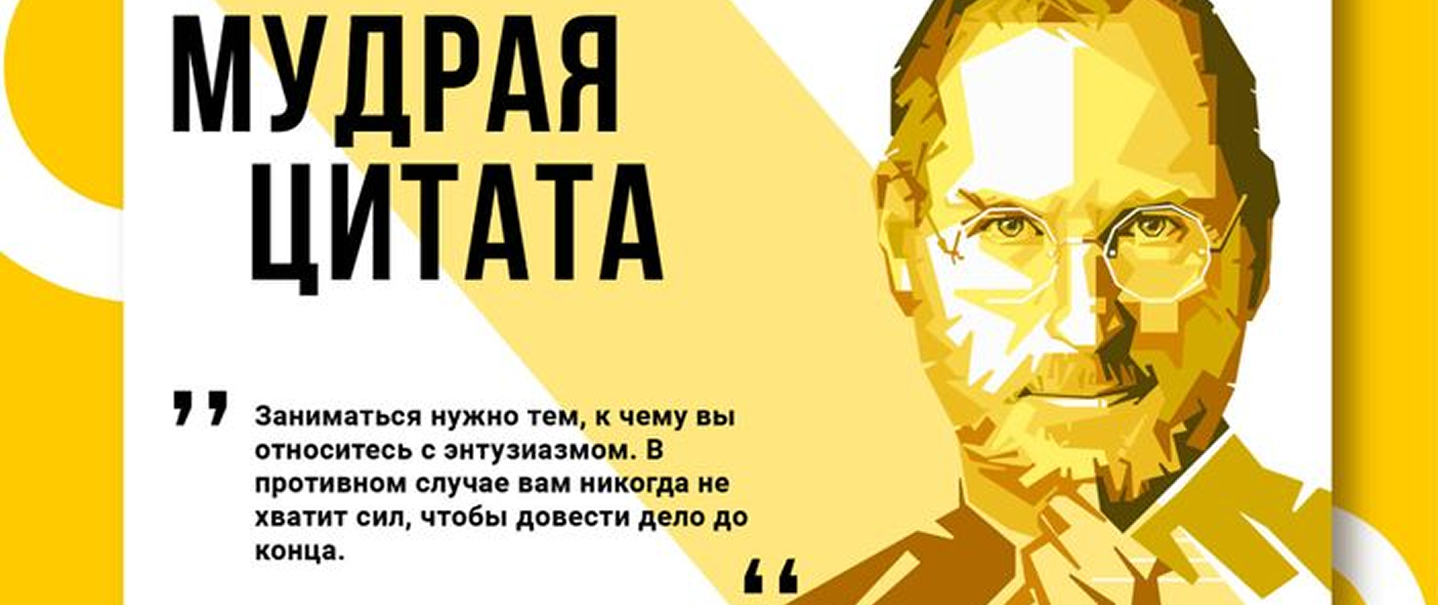 МУДРАЯ
ЦИТАТА
❜❜ Заниматься нужно тем, к чему вы
относитесь с энтузиазмом. В
противном случае вам никогда не
хватит сил, чтобы довести дело до
конца.
❛❛